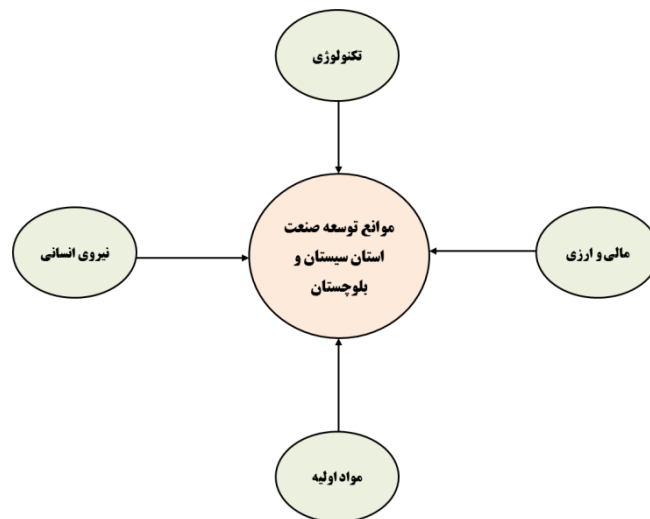 تکنولوژی
موانع توسعه صنعت
استان سیستان و
بلوچستان
مالی و ارزی
نیروی انسانی
مواد اولیه